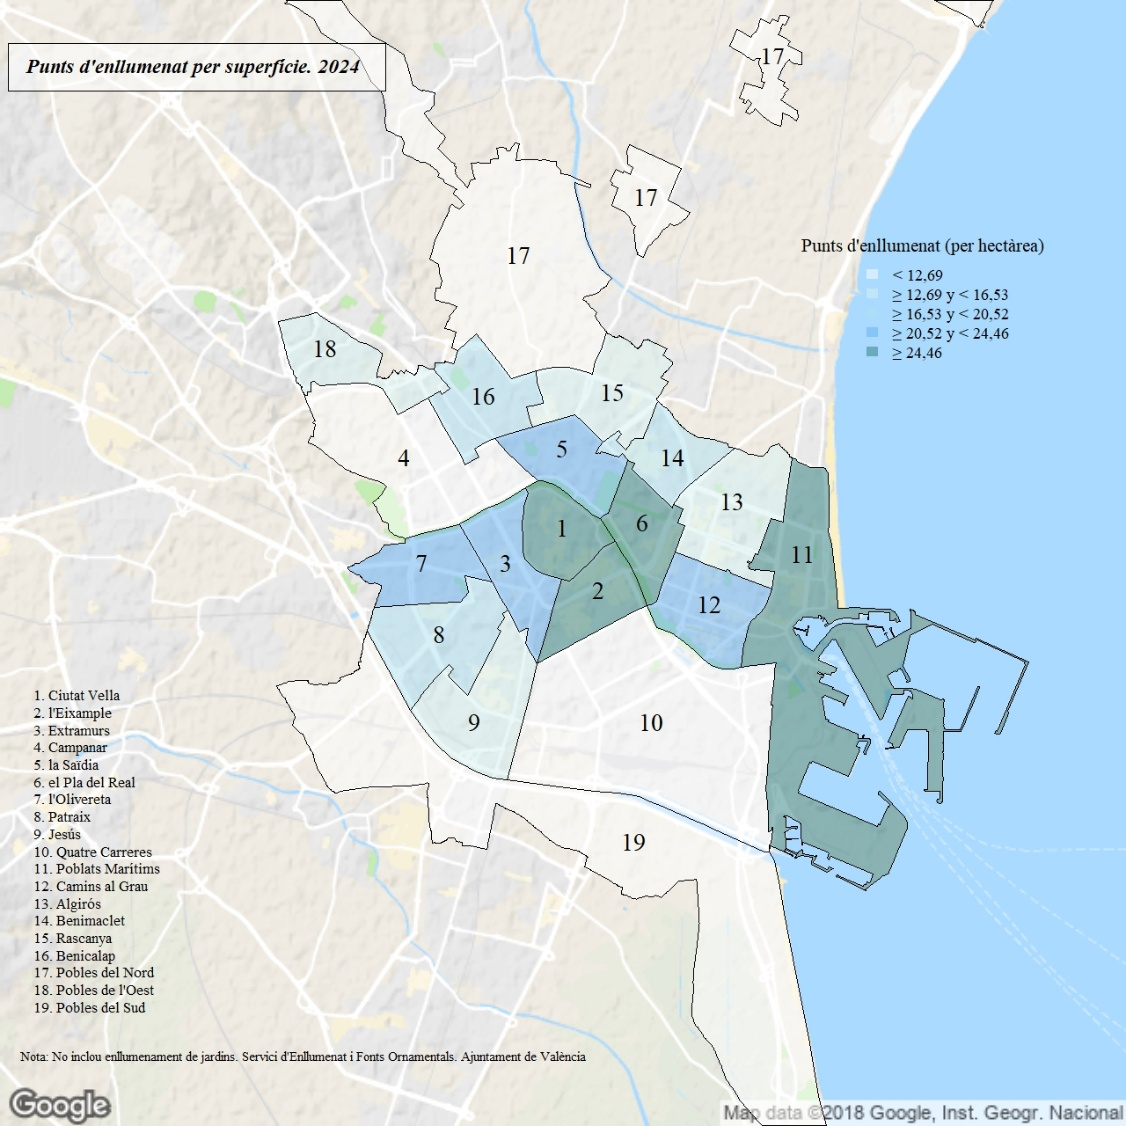 Punts d'enllumenat per superfície. 2024
17
17
17
Punts d'enllumenat (per hectàrea)
< 12,69
≥ 12,69 y < 16,53
≥ 16,53 y < 20,52
≥ 20,52 y < 24,46
≥ 24,46
18
16
15
5
4
14
13
6
1
11
7
3
2
12
8
9
10
19
1. Ciutat Vella
2. l'Eixample
3. Extramurs
4. Campanar
5. la Saïdia
6. el Pla del Real
7. l'Olivereta
8. Patraix
9. Jesús
10. Quatre Carreres
11. Poblats Marítims
12. Camins al Grau
13. Algirós
14. Benimaclet
15. Rascanya
16. Benicalap
17. Pobles del Nord
18. Pobles de l'Oest
19. Pobles del Sud
Nota: No inclou enllumenament de jardins. Servici d'Enllumenat i Fonts Ornamentals. Ajuntament de València
Google
Map data ©2018 Google, Inst. Geogr. Nacional